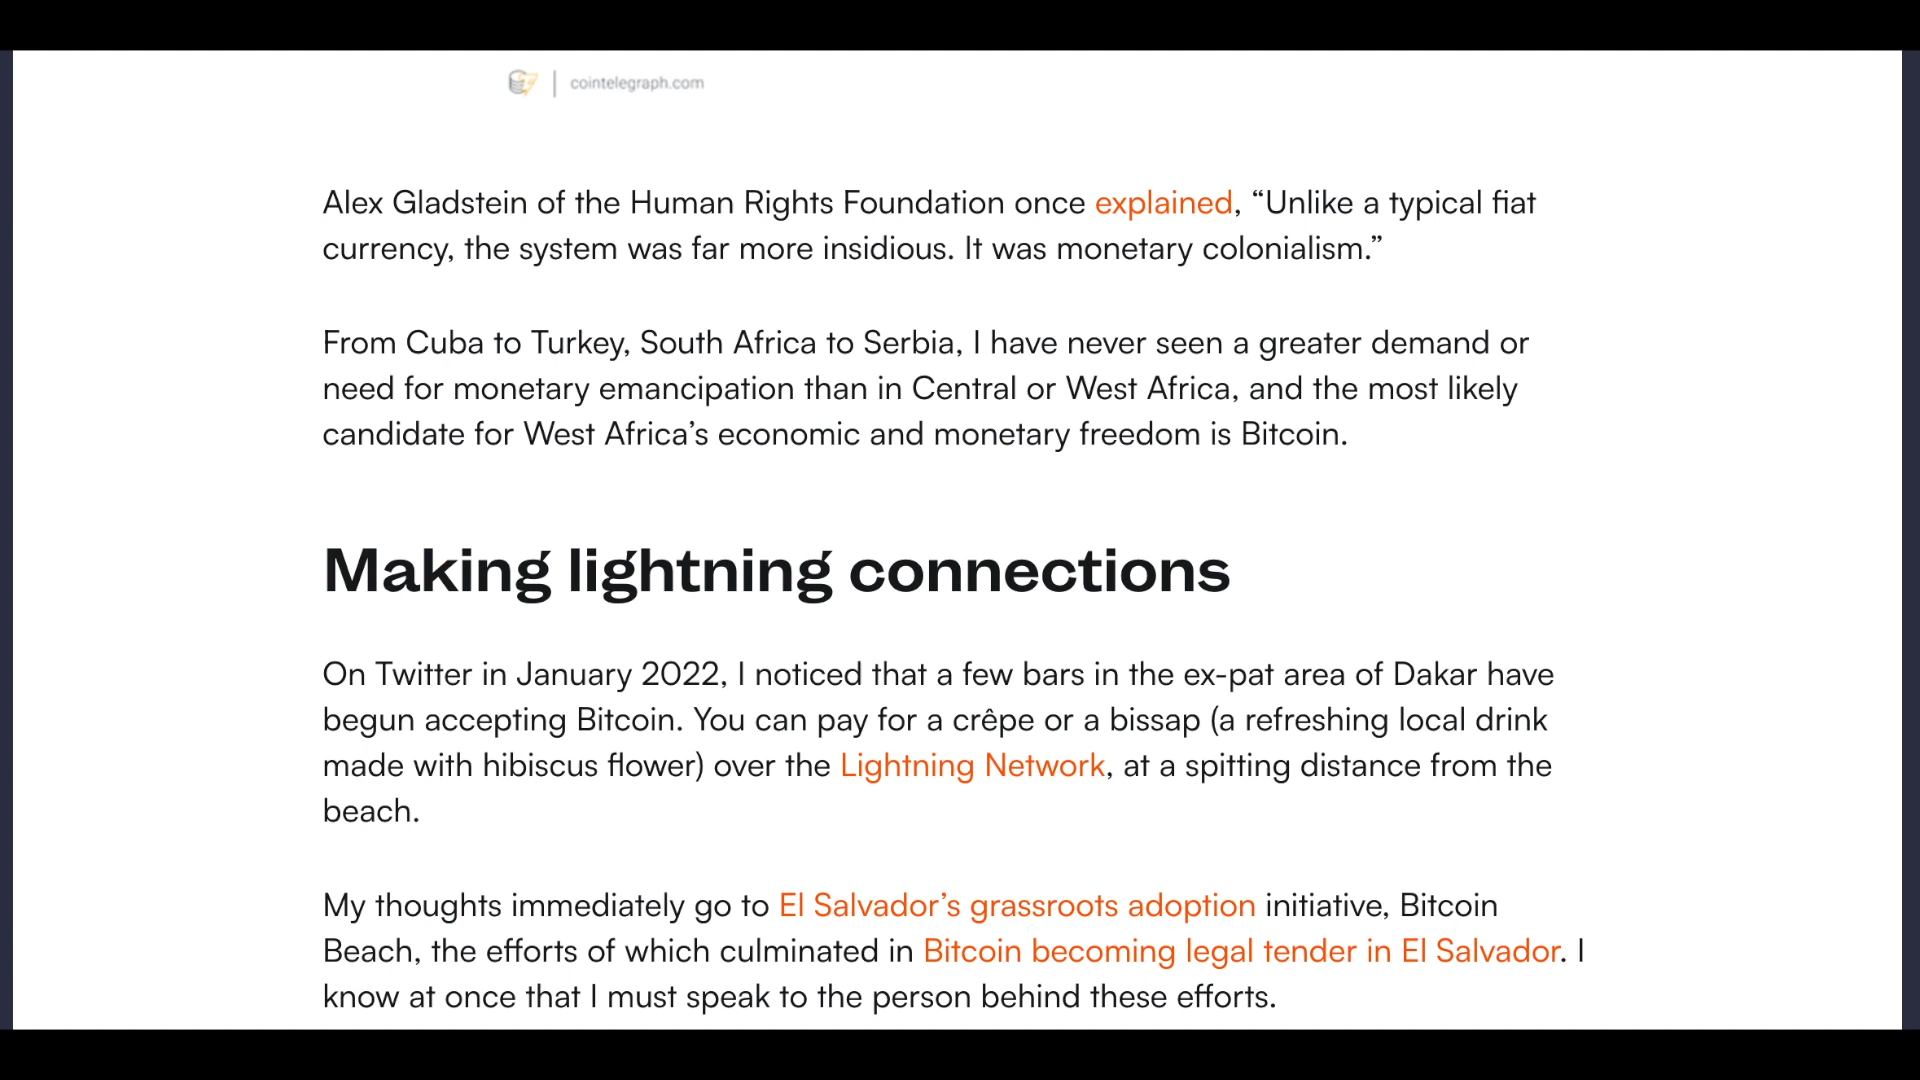 cointelegraph.com
Alex Gladstein of the Human Rights Foundation once explained, “Unlike a typical fiat
currency, the system was far more insidious. It was monetary colonialism.”
From Cuba to Turkey, South Africa to Serbia, I have never seen a greater demand or
need for monetary emancipation than in Central or West Africa, and the most likely
candidate for West Africa’s economic and monetary freedom is Bitcoin.
Making lightning connections
On Twitter in January 2022, I noticed that a few bars in the ex-pat area of Dakar have
begun accepting Bitcoin. You can pay for a crêpe or a bissap (a refreshing local drink
made with hibiscus flower) over the Lightning Network, at a spitting distance from the
beach.
My thoughts immediately go to El Salvador’s grassroots adoption initiative, Bitcoin
Beach, the efforts of which culminated in Bitcoin becoming legal tender in El Salvador. I
know at once that I must speak to the person behind these efforts.